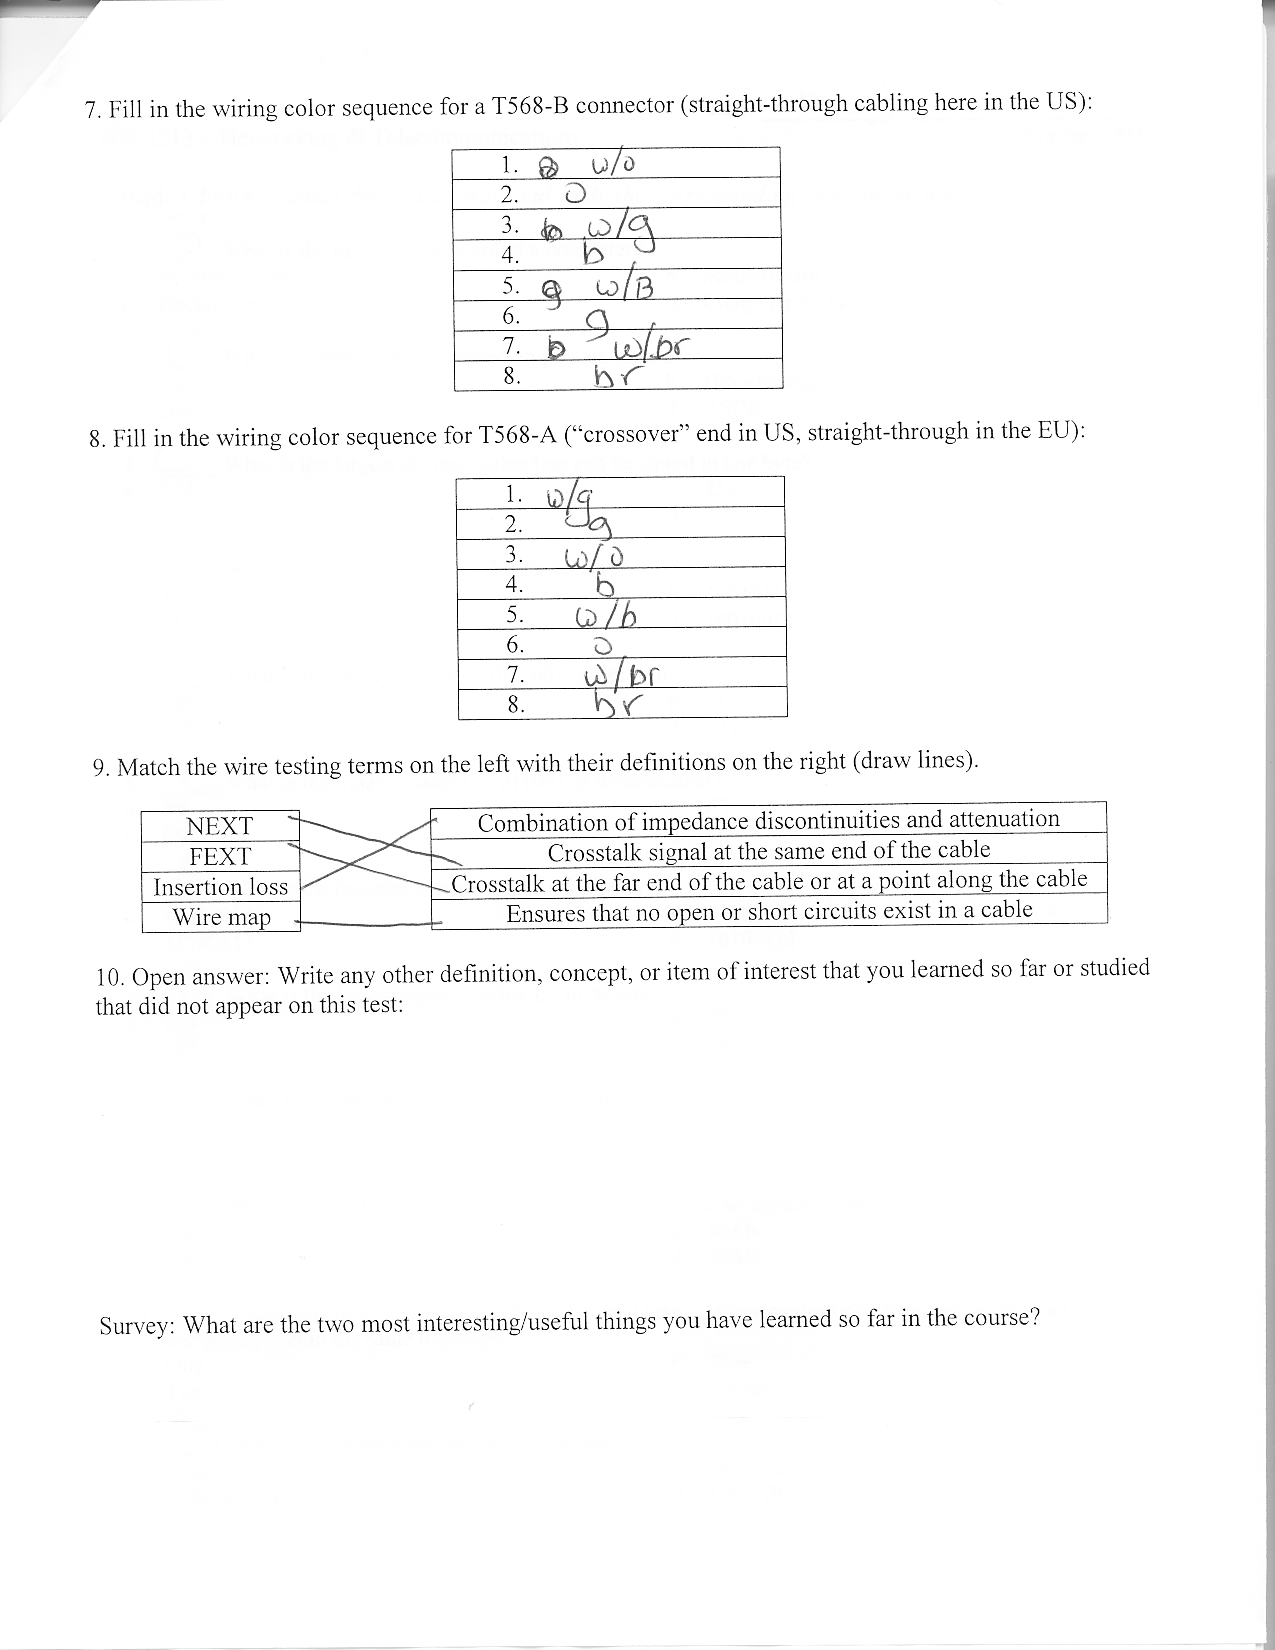 7. Fill in the wiring color sequence for a T568-B connector (straight-through cabling here in the US):
1. w/o
2. o
3. w/g
4. b
5. w/B
6. g
7. b w/br
8. br
8. Fill in the wiring color sequence for T568-A (“crossover” end in US, straight-through in the EU):
1. w/g
2. g
3. w/o
4. b
5. w/b
6. o
7. w/br
8. br
9. Match the wire testing terms on the left with their definitions on the right (draw lines).
NEXT Combination of impedance discontinuities and attenuation
FEXT Crosstalk signal at the same end of the cable
Insertion loss Crosstalk at the far end of the cable or at a point along the cable
Wire map Ensures that no open or short circuits exist in a cable
10. Open answer: Write any other definition, concept, or item of interest that you learned so far or studied
that did not appear on this test:
Survey: What are the two most interesting/useful things you have learned so far in the course?